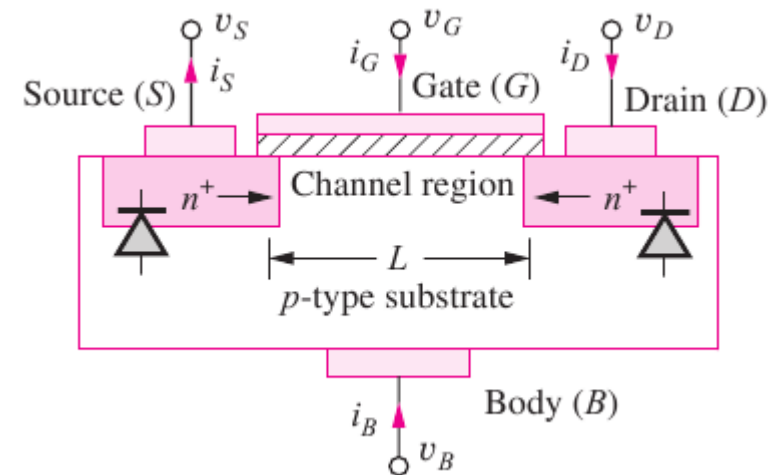 v_S
v_G
v_D
i_S
i_G
i_D
Source (S)
Gate (G)
Drain (D)
n⁺
Channel region
n⁺
L
p-type substrate
Body (B)
i_B
v_B